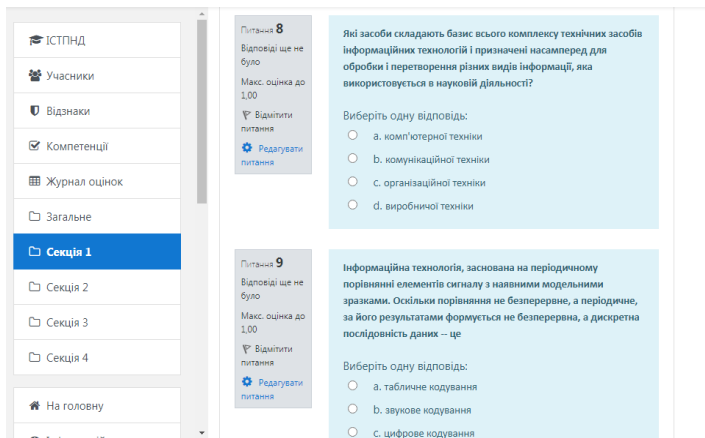 ІСТПНД
Учасники
Відзнаки
Компетенції
Журнал оцінок
Загальне
Секція 1
Секція 2
Секція 3
Секція 4
На головну
Питання 8
Відповіді ще не
було
Макс. оцінка до
1,00
Відмітити
питання
Редагувати
питання
Які засоби складають базис всього комплексу технічних засобів
інформаційних технологій і призначені насамперед для
обробки і перетворення різних видів інформації, яка
використовується в науковій діяльності?
Виберіть одну відповідь:
a. комп'ютерної техніки
b. комунікаційної техніки
c. організаційної техніки
d. виробничої техніки
Питання 9
Відповіді ще не
було
Макс. оцінка до
1,00
Відмітити
питання
Редагувати
питання
Інформаційна технологія, заснована на періодичному
порівнянні елементів сигналу з наявними модельними
зразками. Оскільки порівняння не безперервне, а періодичне,
за його результатами формується не безперервна, а дискретна
послідовність даних -- це
Виберіть одну відповідь:
a. табличне кодування
b. звукове кодування
c. цифрове кодування